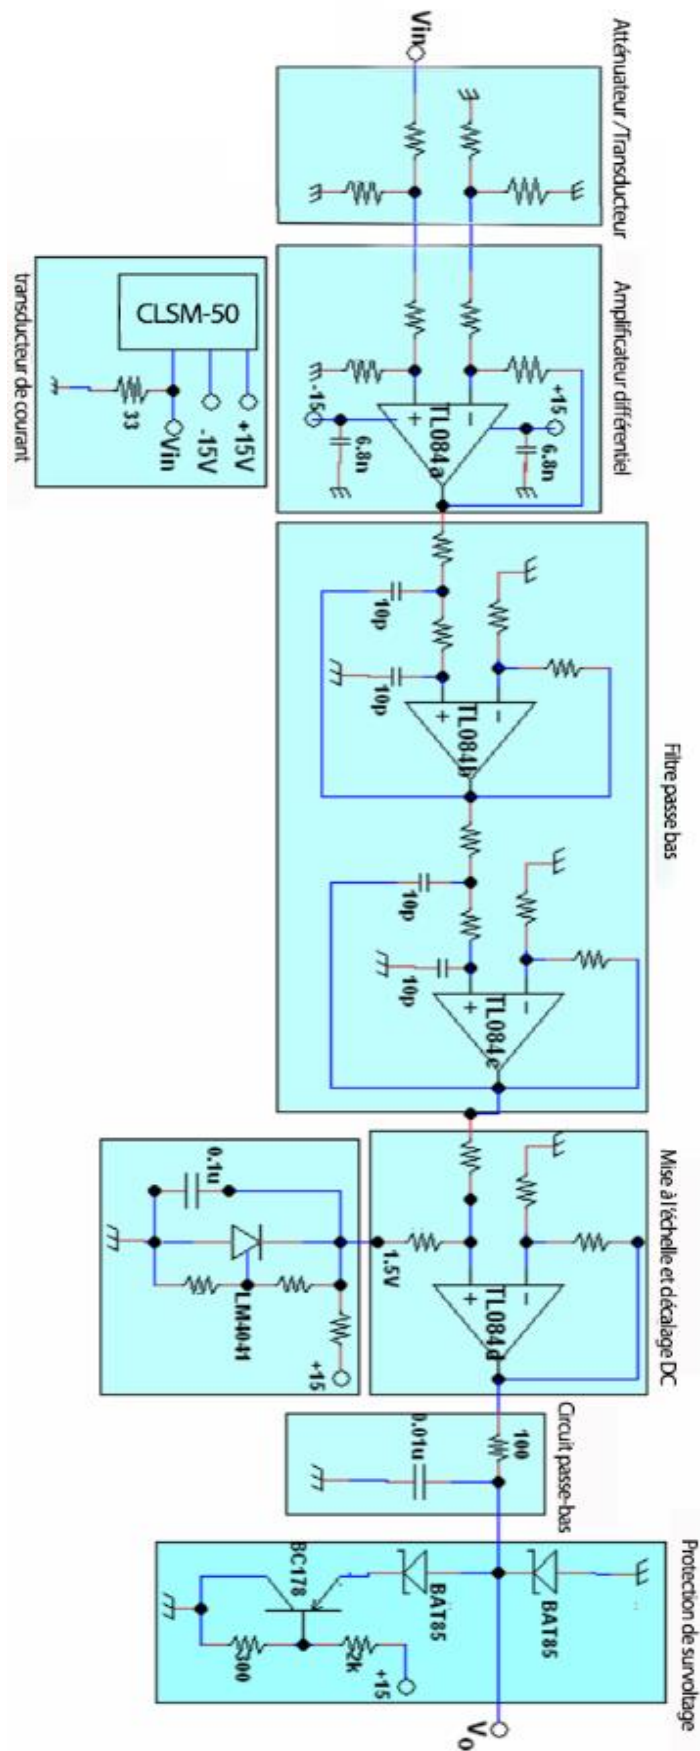 Atténuateur /Transducteur
Vin
Amplificateur différentiel
+15
6.8n
TL084a
-
+
-15
6.8n
CLSM-50
+15V
-15V
Vin
33
transducteur de courant
Filtre passe bas
10p
10p
TL084b
-
+
10p
10p
TL084c
-
+
Mise à l'échelle et décalage DC
TL084d
-
+
1.5V
0.1u
LM4041
+15
Circuit passe-bas
100
0.01u
Protection de survoltage
BAT85
BAT85
BC178
300
2k
+15
Vo